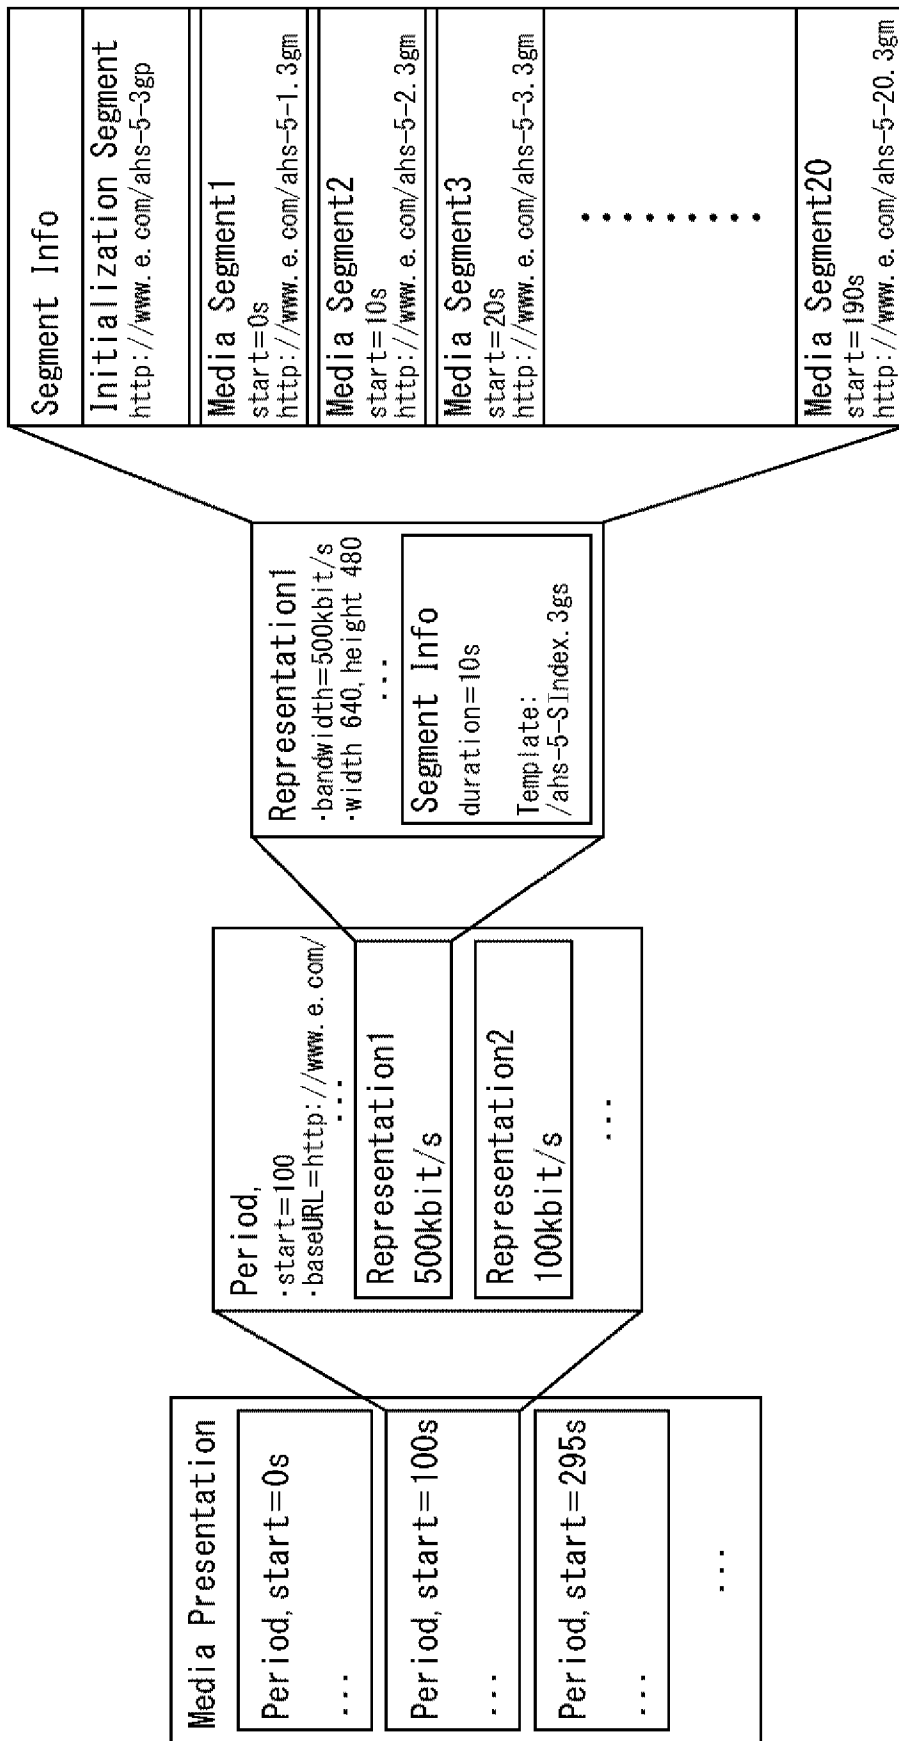 Media Presentation
Period, start=0s
...
Period, start=100s
...
Period, start=295s
...
...
Period,
·start=100
·baseURL=http://www.e.com/
...
Representation1
500kbit/s
Representation2
100kbit/s
...
Representation1
·bandwidth=500kbit/s
·width 640, height 480
...
Segment Info
duration=10s
Template:
/ahs-5-SIndex.3gs
Segment Info
Initialization Segment
http://www.e.com/ahs-5-3gp
Media Segment1
start=0s
http://www.e.com/ahs-5-1.3gm
Media Segment2
start=10s
http://www.e.com/ahs-5-2.3gm
Media Segment3
start=20s
http://www.e.com/ahs-5-3.3gm
.........
Media Segment20
start=190s
http://www.e.com/ahs-5-20.3gm